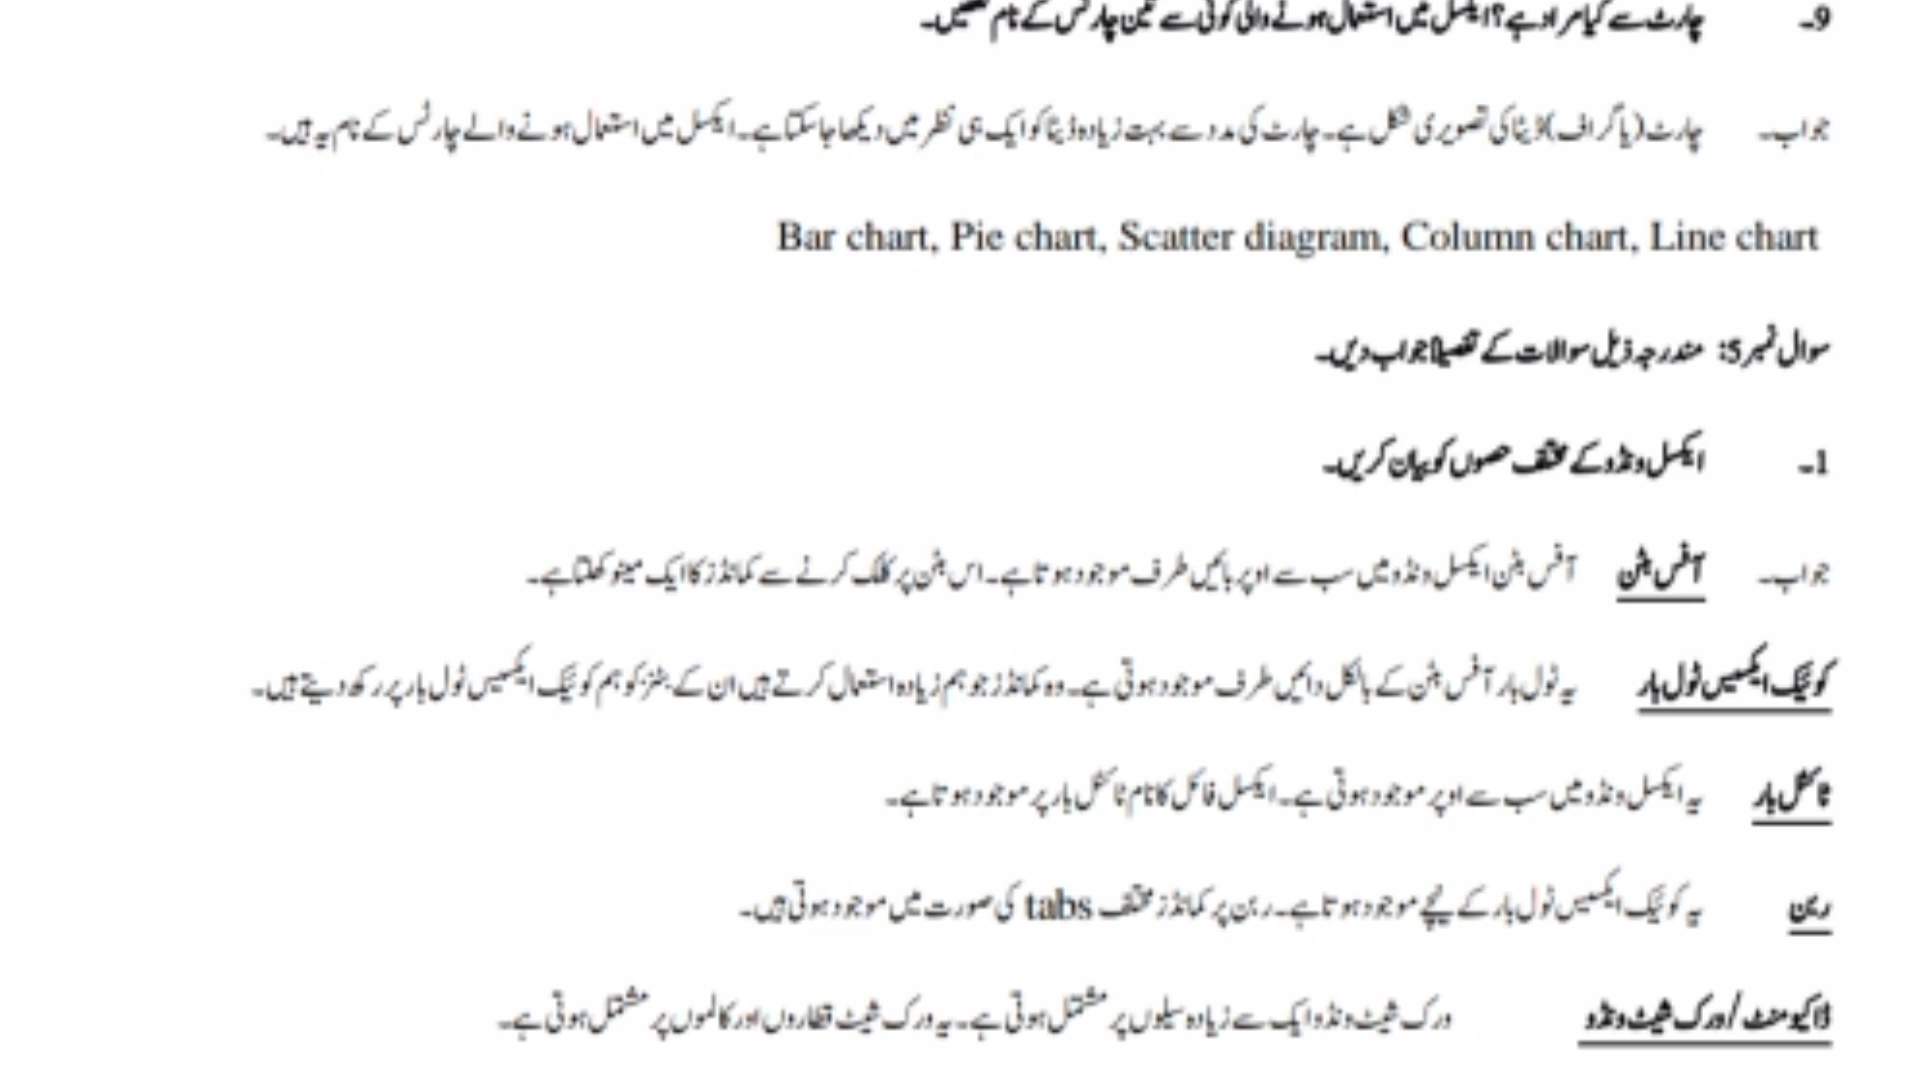 9۔ چارٹ سے کیا مراد ہے؟ ایکسل میں استعمال ہونے والی کوئی سے تین چارٹس کے نام لکھیں۔
جواب۔ چارٹ (یا گراف) ڈیٹا کی تصویری شکل ہے۔ چارٹ کی مدد سے بہت زیادہ ڈیٹا کو ایک ہی نظر میں دیکھا جا سکتا ہے۔ ایکسل میں استعمال ہونے والے چارٹس کے نام یہ ہیں۔
Bar chart, Pie chart, Scatter diagram, Column chart, Line chart
سوال نمبر 5: مندرجہ ذیل سوالات کے تفصیلاً جواب دیں۔
1۔ ایکسل ونڈو کے مختلف حصوں کو بیان کریں۔
جواب۔ آفس بٹن آفس بٹن ایکسل ونڈو میں سب سے اوپر بائیں طرف موجود ہوتا ہے۔ اس بٹن پر کلک کرنے سے کمانڈز کا ایک مینو کھلتا ہے۔
کوئیک ایکسیس ٹول بار یہ ٹول بار آفس بٹن کے بالکل دائیں طرف موجود ہوتی ہے۔ وہ کمانڈز جو ہم زیادہ استعمال کرتے ہیں ان کے بٹنز کو ہم کوئیک ایکسیس ٹول بار پر رکھ دیتے ہیں۔
ٹائٹل بار یہ ایکسل ونڈو میں سب سے اوپر موجود ہوتی ہے۔ ایکسل فائل کا نام ٹائٹل بار پر موجود ہوتا ہے۔
ربن یہ کوئیک ایکسیس ٹول بار کے نیچے موجود ہوتا ہے۔ ربن پر کمانڈز مختلف tabs کی صورت میں موجود ہوتی ہیں۔
ڈاکیومنٹ / ورک شیٹ ونڈو ورک شیٹ ونڈو ایک سے زیادہ سیلوں پر مشتمل ہوتی ہے۔ یہ ورک شیٹ قطاروں اور کالموں پر مشتمل ہوتی ہے۔